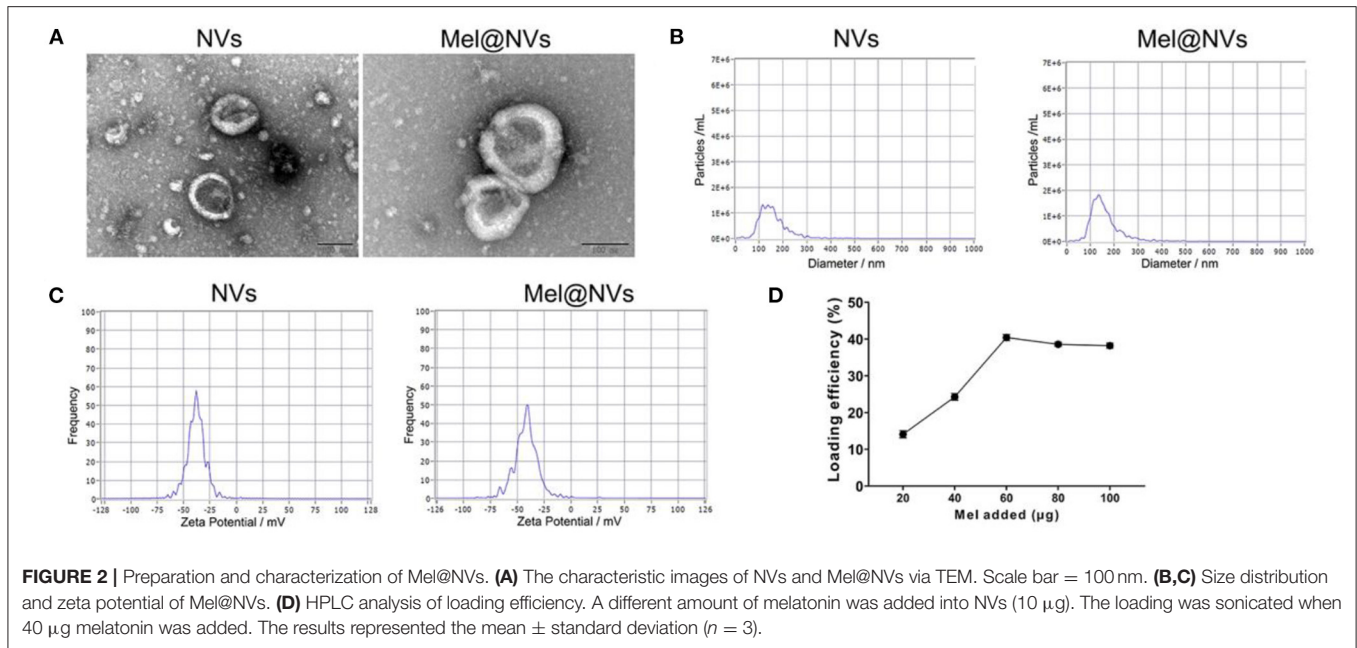 A
NVs
Mel@NVs
100 nm
B
NVs
Particles /mL
7E+6
6E+6
5E+6
4E+6
3E+6
2E+6
1E+6
0E+0
0 100 200 300 400 500 600 700 800 900 1000
Diameter / nm
Mel@NVs
Particles /mL
7E+6
6E+6
5E+6
4E+6
3E+6
2E+6
1E+6
0E+0
0 100 200 300 400 500 600 700 800 900 1000
Diameter / nm
C
NVs
Frequency
100
90
80
70
60
50
40
30
20
10
0
-126 -100 -75 -50 -25 0 25 50 75 100 126
Zeta Potential / mV
Mel@NVs
Frequency
100
90
80
70
60
50
40
30
20
10
0
-126 -100 -75 -50 -25 0 25 50 75 100 126
Zeta Potential / mV
D
Loading efficiency (%)
50
40
30
20
10
0
20 40 60 80 100
Mel added (μg)
FIGURE 2 | Preparation and characterization of Mel@NVs. (A) The characteristic images of NVs and Mel@NVs via TEM. Scale bar = 100 nm. (B,C) Size distribution
and zeta potential of Mel@NVs. (D) HPLC analysis of loading efficiency. A different amount of melatonin was added into NVs (10 μg). The loading was sonicated when
40 μg melatonin was added. The results represented the mean ± standard deviation (n = 3).